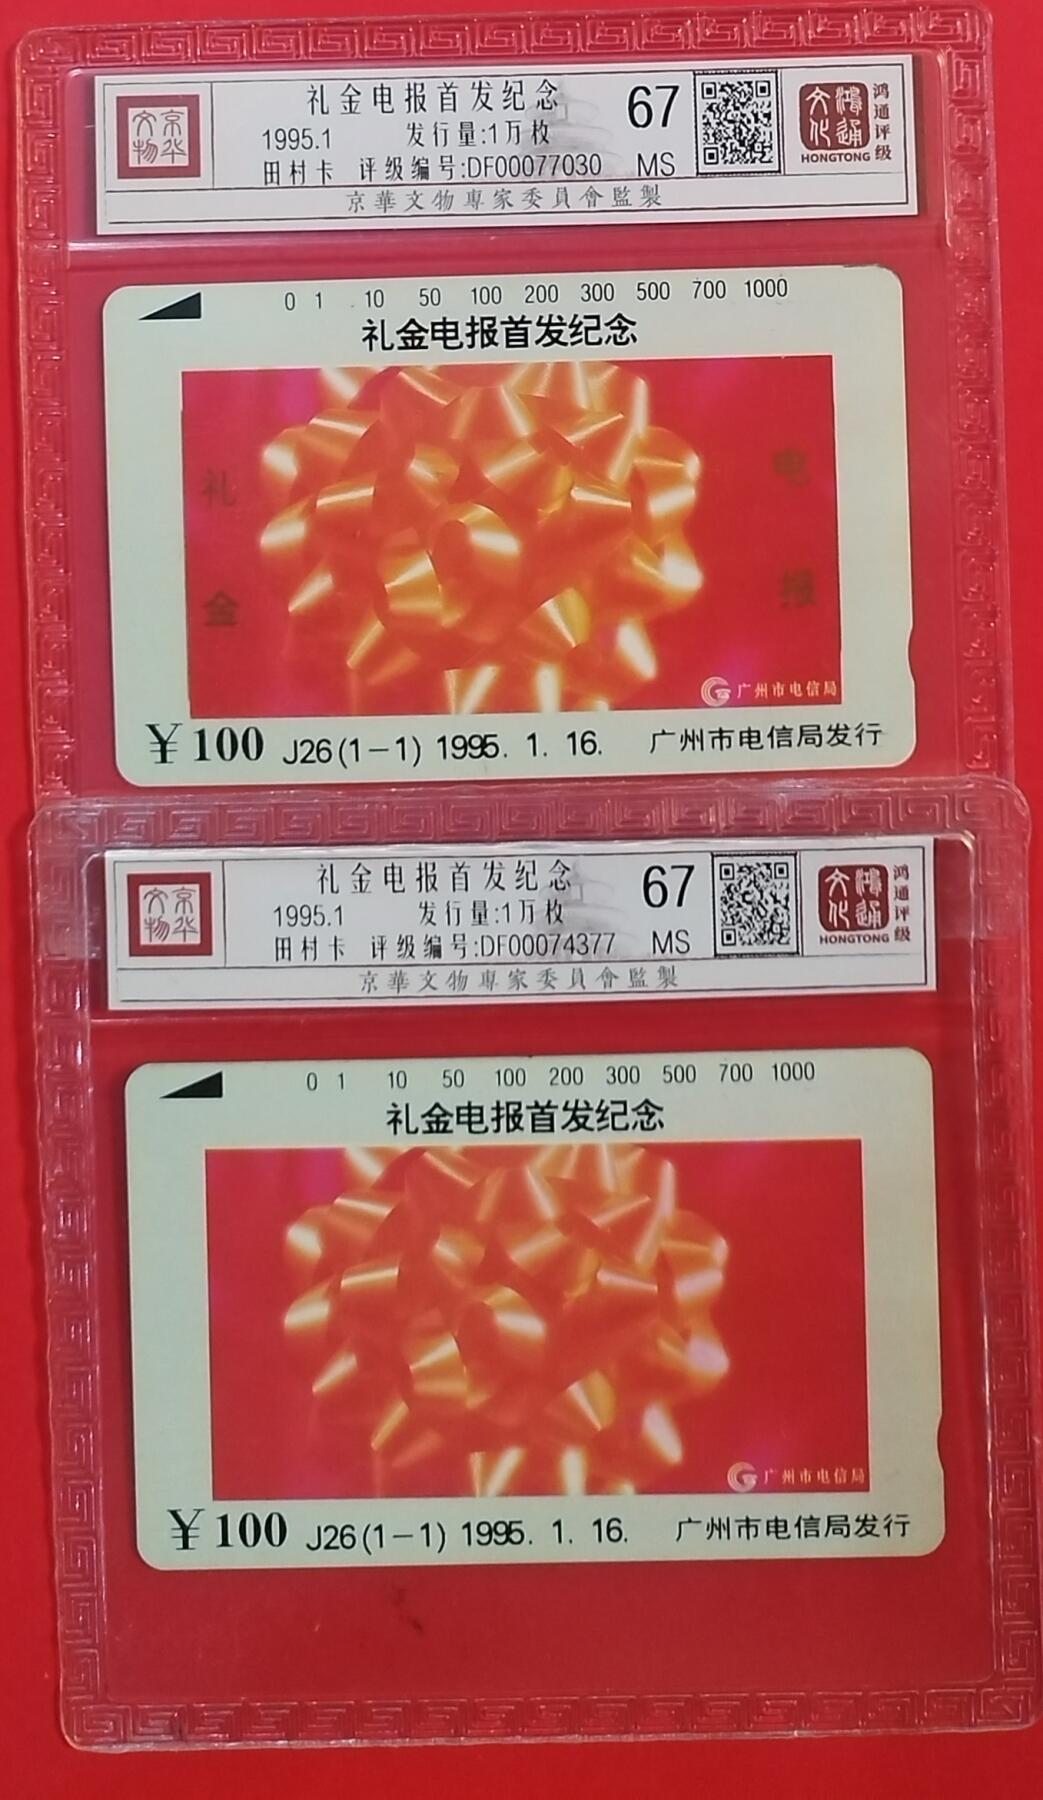 京华
文物
礼金电报首发纪念
1995.1 发行量:1万枚
田村卡 评级编号:DF00077030
67
MS
鸿通
文化
HONGTONG
鸿通评级
京華文物專家委員會監製
0 1 10 50 100 200 300 500 700 1000
礼金电报首发纪念
礼金
电报
广州市电信局
¥100 J26(1-1) 1995. 1. 16. 广州市电信局发行
京华
文物
礼金电报首发纪念
1995.1 发行量:1万枚
田村卡 评级编号:DF00074377
67
MS
鸿通
文化
HONGTONG
鸿通评级
京華文物專家委員會監製
0 1 10 50 100 200 300 500 700 1000
礼金电报首发纪念
广州市电信局
¥100 J26(1-1) 1995. 1. 16. 广州市电信局发行